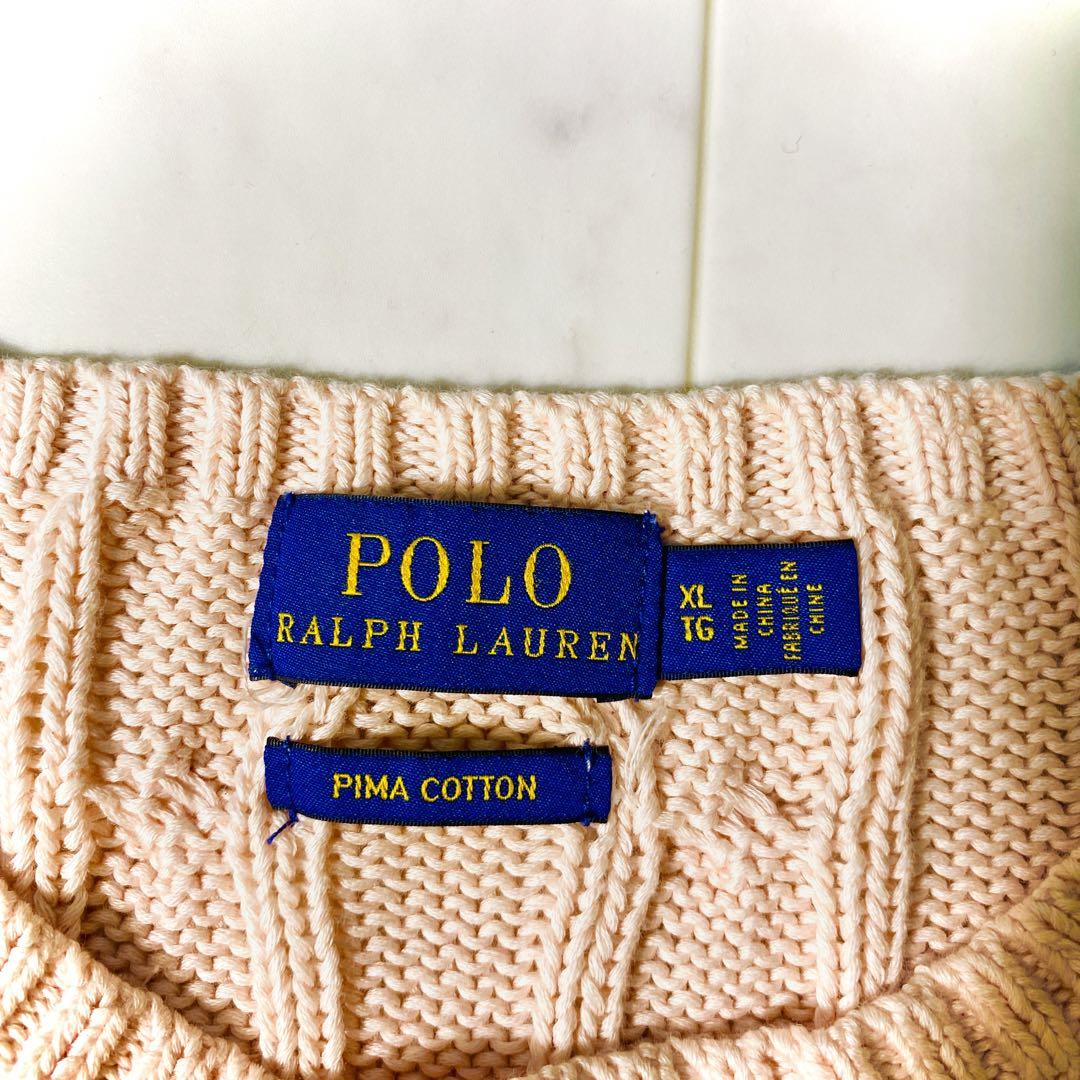 POLO
RALPH LAUREN
XL
TG
MADE IN
CHINA
FABRIQUÉ EN
CHINE
PIMA COTTON